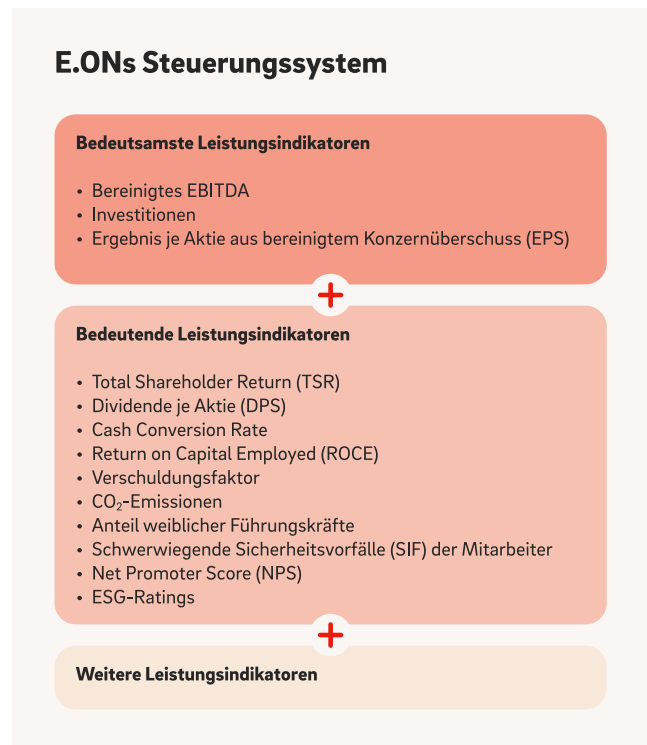 E.ONs Steuerungssystem
Bedeutsamste Leistungsindikatoren
• Bereinigtes EBITDA
• Investitionen
• Ergebnis je Aktie aus bereinigtem Konzernüberschuss (EPS)
+
Bedeutende Leistungsindikatoren
• Total Shareholder Return (TSR)
• Dividende je Aktie (DPS)
• Cash Conversion Rate
• Return on Capital Employed (ROCE)
• Verschuldungsfaktor
• CO₂-Emissionen
• Anteil weiblicher Führungskräfte
• Schwerwiegende Sicherheitsvorfälle (SIF) der Mitarbeiter
• Net Promoter Score (NPS)
• ESG-Ratings
+
Weitere Leistungsindikatoren